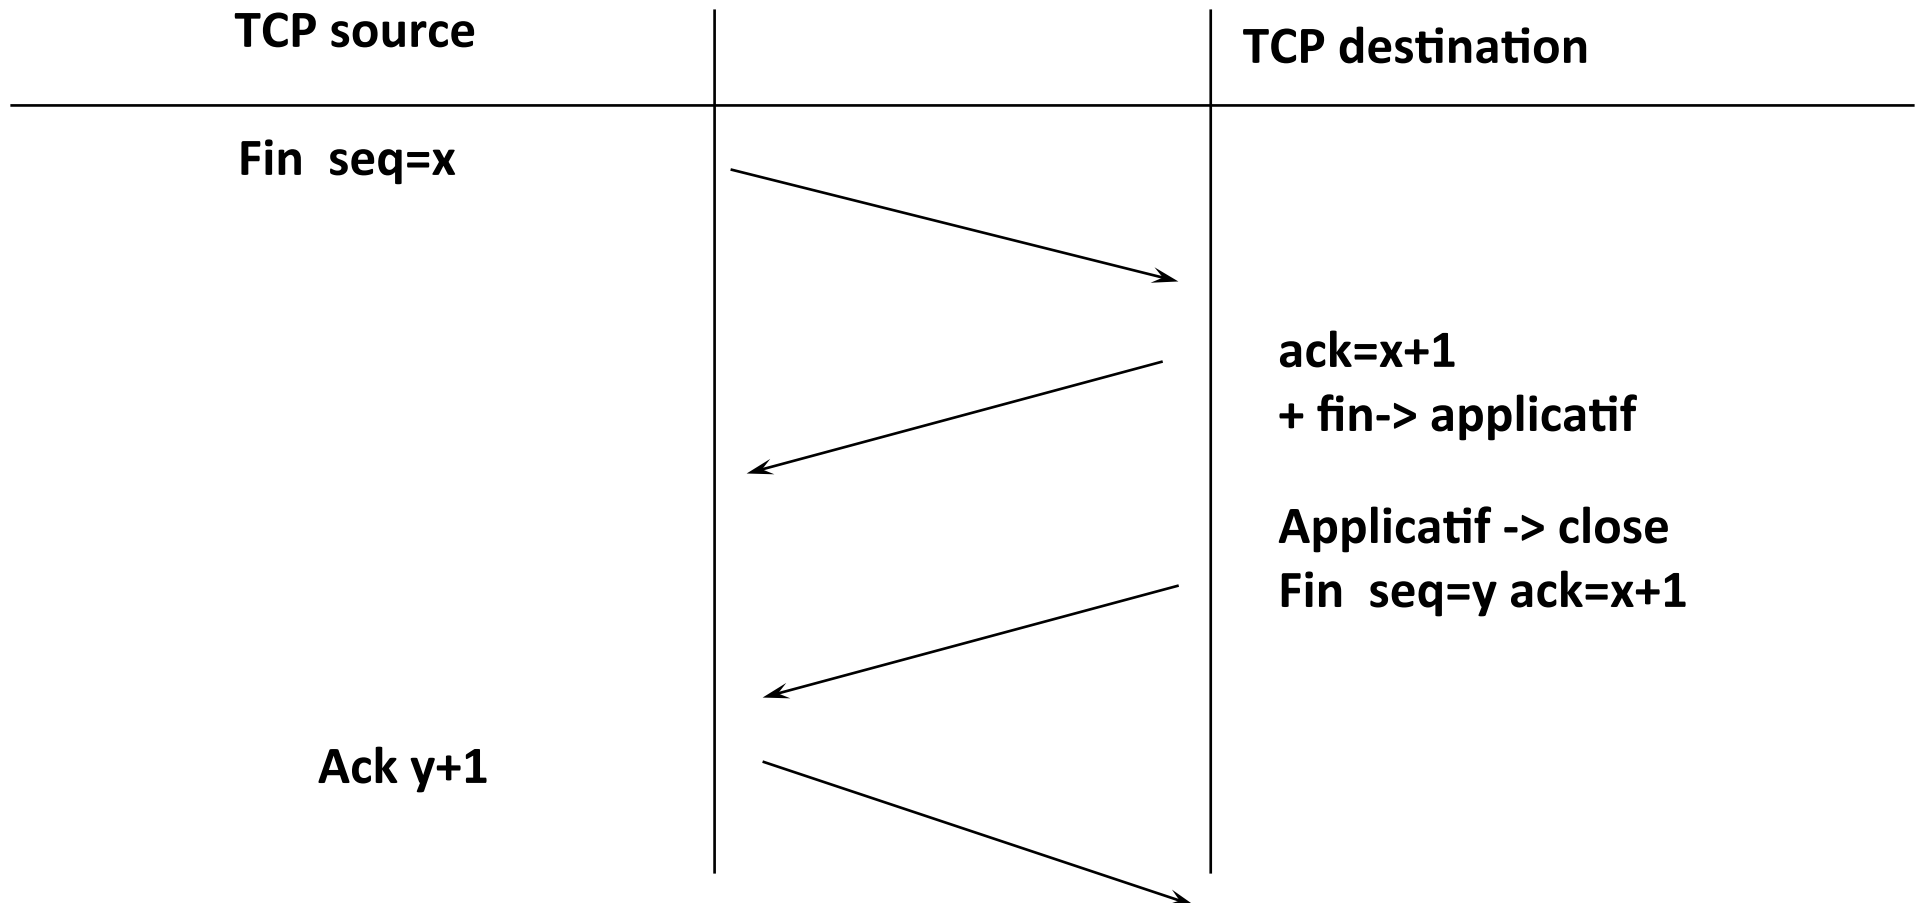 TCP source
TCP destination
Fin  seq=x
ack=x+1
+ fin-> applicatif
Applicatif -> close
Fin  seq=y ack=x+1
Ack y+1